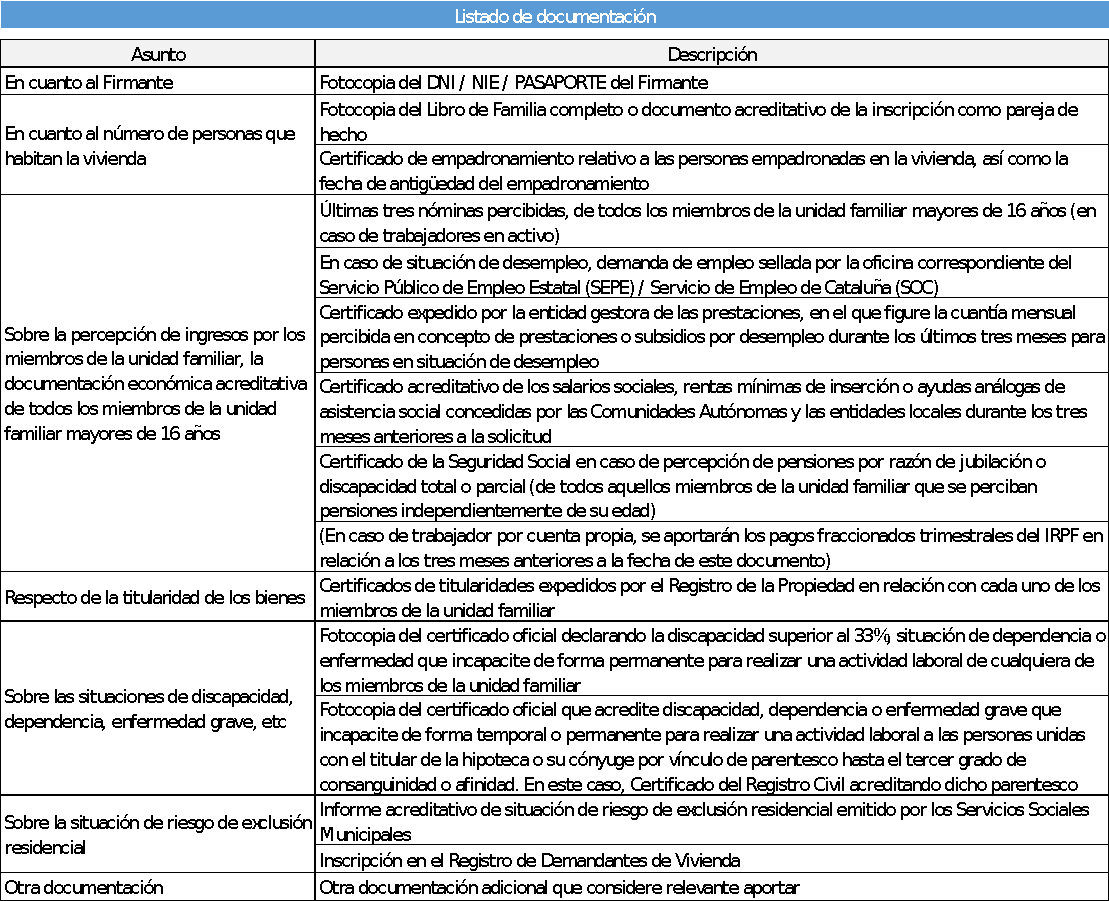 Listado de documentación
Asunto
Descripción
En cuanto al Firmante
Fotocopia del DNI / NIE / PASAPORTE del Firmante
En cuanto al número de personas que
habitan la vivienda
Fotocopia del Libro de Familia completo o documento acreditativo de la inscripción como pareja de
hecho
Certificado de empadronamiento relativo a las personas empadronadas en la vivienda, así como la
fecha de antigüedad del empadronamiento
Sobre la percepción de ingresos por los
miembros de la unidad familiar, la
documentación económica acreditativa
de todos los miembros de la unidad
familiar mayores de 16 años
Últimas tres nóminas percibidas, de todos los miembros de la unidad familiar mayores de 16 años (en
caso de trabajadores en activo)
En caso de situación de desempleo, demanda de empleo sellada por la oficina correspondiente del
Servicio Público de Empleo Estatal (SEPE) / Servicio de Empleo de Cataluña (SOC)
Certificado expedido por la entidad gestora de las prestaciones, en el que figure la cuantía mensual
percibida en concepto de prestaciones o subsidios por desempleo durante los últimos tres meses para
personas en situación de desempleo
Certificado acreditativo de los salarios sociales, rentas mínimas de inserción o ayudas análogas de
asistencia social concedidas por las Comunidades Autónomas y las entidades locales durante los tres
meses anteriores a la solicitud
Certificado de la Seguridad Social en caso de percepción de pensiones por razón de jubilación o
discapacidad total o parcial (de todos aquellos miembros de la unidad familiar que se perciban
pensiones independientemente de su edad)
(En caso de trabajador por cuenta propia, se aportarán los pagos fraccionados trimestrales del IRPF en
relación a los tres meses anteriores a la fecha de este documento)
Respecto de la titularidad de los bienes
Certificados de titularidades expedidos por el Registro de la Propiedad en relación con cada uno de los
miembros de la unidad familiar
Sobre las situaciones de discapacidad,
dependencia, enfermedad grave, etc
Fotocopia del certificado oficial declarando la discapacidad superior al 33%, situación de dependencia o
enfermedad que incapacite de forma permanente para realizar una actividad laboral de cualquiera de
los miembros de la unidad familiar
Fotocopia del certificado oficial que acredite discapacidad, dependencia o enfermedad grave que
incapacite de forma temporal o permanente para realizar una actividad laboral a las personas unidas
con el titular de la hipoteca o su cónyuge por vínculo de parentesco hasta el tercer grado de
consanguinidad o afinidad. En este caso, Certificado del Registro Civil acreditando dicho parentesco
Sobre la situación de riesgo de exclusión
residencial
Informe acreditativo de situación de riesgo de exclusión residencial emitido por los Servicios Sociales
Municipales
Inscripción en el Registro de Demandantes de Vivienda
Otra documentación
Otra documentación adicional que considere relevante aportar